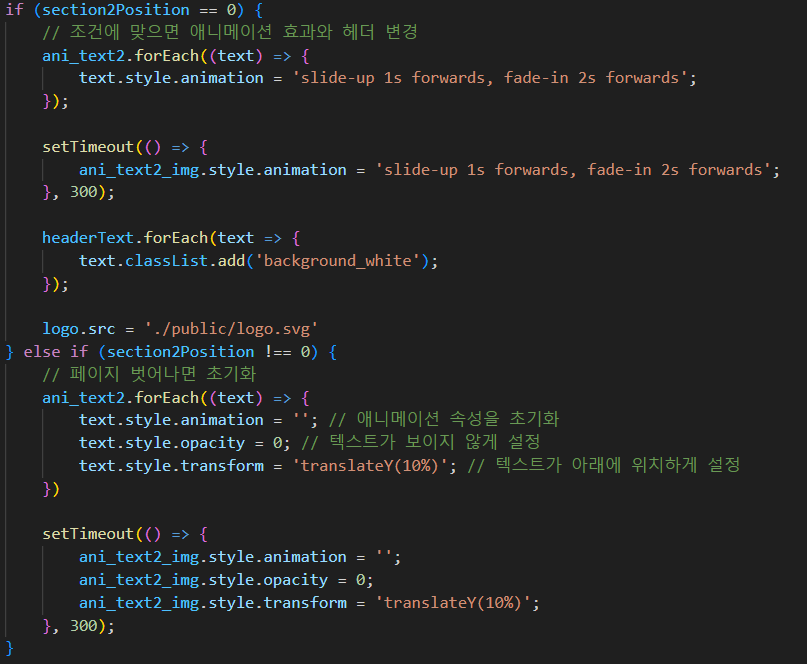 if (section2Position == 0) {
    // 조건에 맞으면 애니메이션 효과와 헤더 변경
    ani_text2.forEach((text) => {
        text.style.animation = 'slide-up 1s forwards, fade-in 2s forwards';
    });

    setTimeout(() => {
        ani_text2_img.style.animation = 'slide-up 1s forwards, fade-in 2s forwards';
    }, 300);

    headerText.forEach(text => {
        text.classList.add('background_white');
    });

    logo.src = './public/logo.svg'
} else if (section2Position !== 0) {
    // 페이지 벗어나면 초기화
    ani_text2.forEach((text) => {
        text.style.animation = ''; // 애니메이션 속성을 초기화
        text.style.opacity = 0; // 텍스트가 보이지 않게 설정
        text.style.transform = 'translateY(10%)'; // 텍스트가 아래에 위치하게 설정
    })

    setTimeout(() => {
        ani_text2_img.style.animation = '';
        ani_text2_img.style.opacity = 0;
        ani_text2_img.style.transform = 'translateY(10%)';
    }, 300);
}